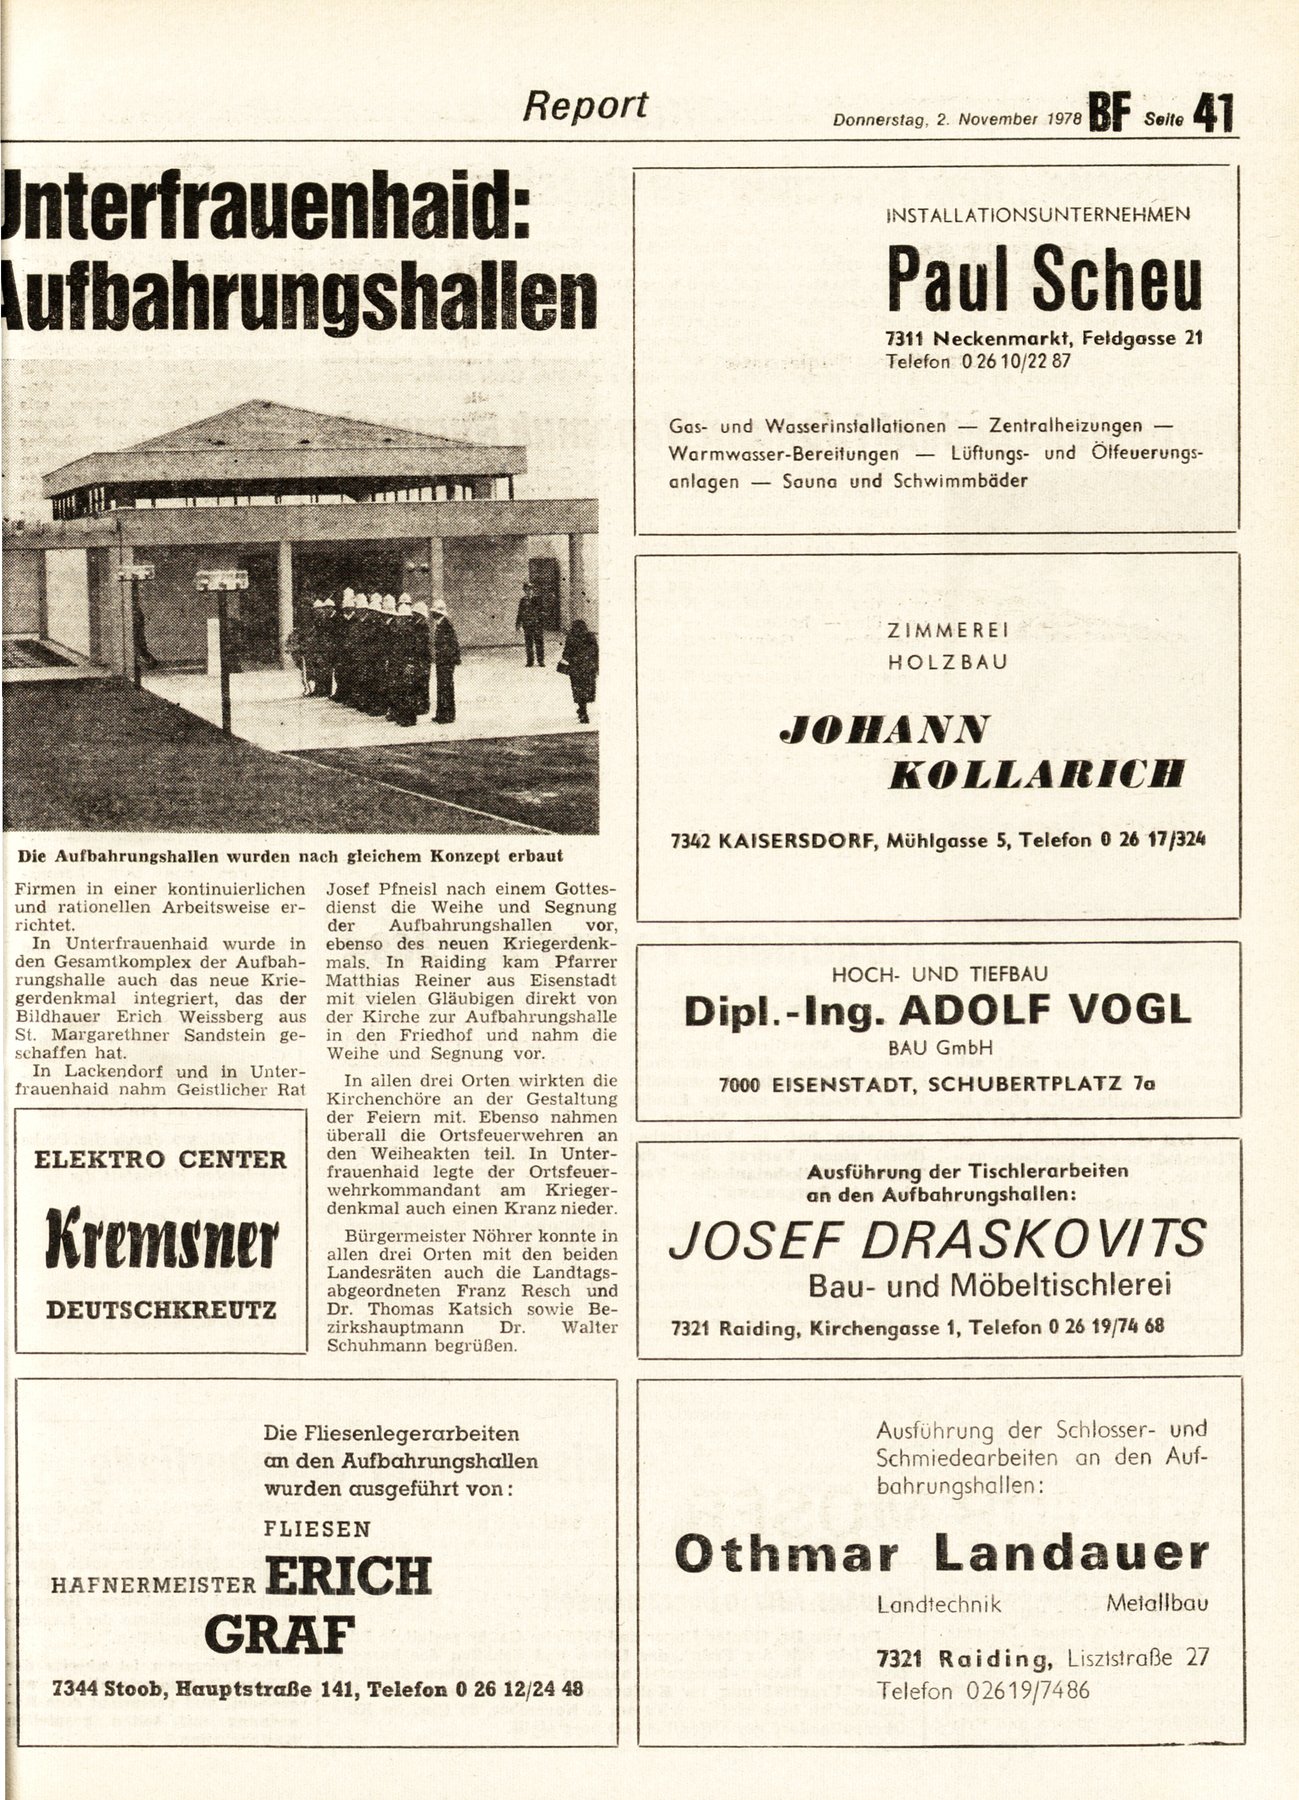 Report
Donnerstag, 2. November 1978 BF Seite 41
Unterfrauenhaid:
Aufbahrungshallen
Die Aufbahrungshallen wurden nach gleichem Konzept erbaut
Firmen in einer kontinuierlichen
und rationellen Arbeitsweise er-
richtet.
In Unterfrauenhaid wurde in
den Gesamtkomplex der Aufbah-
rungshalle auch das neue Krie-
gerdenkmal integriert, das der
Bildhauer Erich Weissberg aus
St. Margarethner Sandstein ge-
schaffen hat.
In Lackendorf und in Unter-
frauenhaid nahm Geistlicher Rat
Josef Pfneisl nach einem Gottes-
dienst die Weihe und Segnung
der Aufbahrungshallen vor,
ebenso des neuen Kriegerdenk-
mals. In Raiding kam Pfarrer
Matthias Reiner aus Eisenstadt
mit vielen Gläubigen direkt von
der Kirche zur Aufbahrungshalle
in den Friedhof und nahm die
Weihe und Segnung vor.
In allen drei Orten wirkten die
Kirchenchöre an der Gestaltung
der Feiern mit. Ebenso nahmen
überall die Ortsfeuerwehren an
den Weiheakten teil. In Unter-
frauenhaid legte der Ortsfeuer-
wehrkommandant am Krieger-
denkmal auch einen Kranz nieder.
Bürgermeister Nöhrer konnte in
allen drei Orten mit den beiden
Landesräten auch die Landtags-
abgeordneten Franz Resch und
Dr. Thomas Katsich sowie Be-
zirkshauptmann Dr. Walter
Schuhmann begrüßen.
ELEKTRO CENTER
Kremsner
DEUTSCHKREUTZ
Die Fliesenlegerarbeiten
an den Aufbahrungshallen
wurden ausgeführt von:
FLIESEN
HAFNERMEISTER ERICH
GRAF
7344 Stoob, Hauptstraße 141, Telefon 0 26 12/24 48
INSTALLATIONSUNTERNEHMEN
Paul Scheu
7311 Neckenmarkt, Feldgasse 21
Telefon 0 26 10/22 87
Gas- und Wasserinstallationen — Zentralheizungen —
Warmwasser-Bereitungen — Lüftungs- und Ölfeuerungs-
anlagen — Sauna und Schwimmbäder
ZIMMEREI
HOLZBAU
JOHANN
KOLLARICH
7342 KAISERSDORF, Mühlgasse 5, Telefon 0 26 17/324
HOCH- UND TIEFBAU
Dipl.-Ing. ADOLF VOGL
BAU GmbH
7000 EISENSTADT, SCHUBERTPLATZ 7a
Ausführung der Tischlerarbeiten
an den Aufbahrungshallen:
JOSEF DRASKOVITS
Bau- und Möbeltischlerei
7321 Raiding, Kirchengasse 1, Telefon 0 26 19/74 68
Ausführung der Schlosser- und
Schmiedearbeiten an den Auf-
bahrungshallen:
Othmar Landauer
Landtechnik Metallbau
7321 Raiding, Lisztstraße 27
Telefon 02619/7486